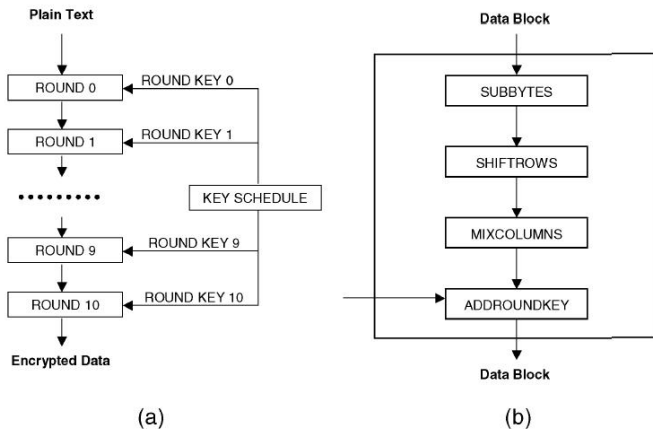 Plain Text
ROUND 0
ROUND KEY 0
ROUND 1
ROUND KEY 1
KEY SCHEDULE
ROUND 9
ROUND KEY 9
ROUND 10
ROUND KEY 10
Encrypted Data
(a)
Data Block
SUBBYTES
SHIFTROWS
MIXCOLUMNS
ADDROUNDKEY
Data Block
(b)